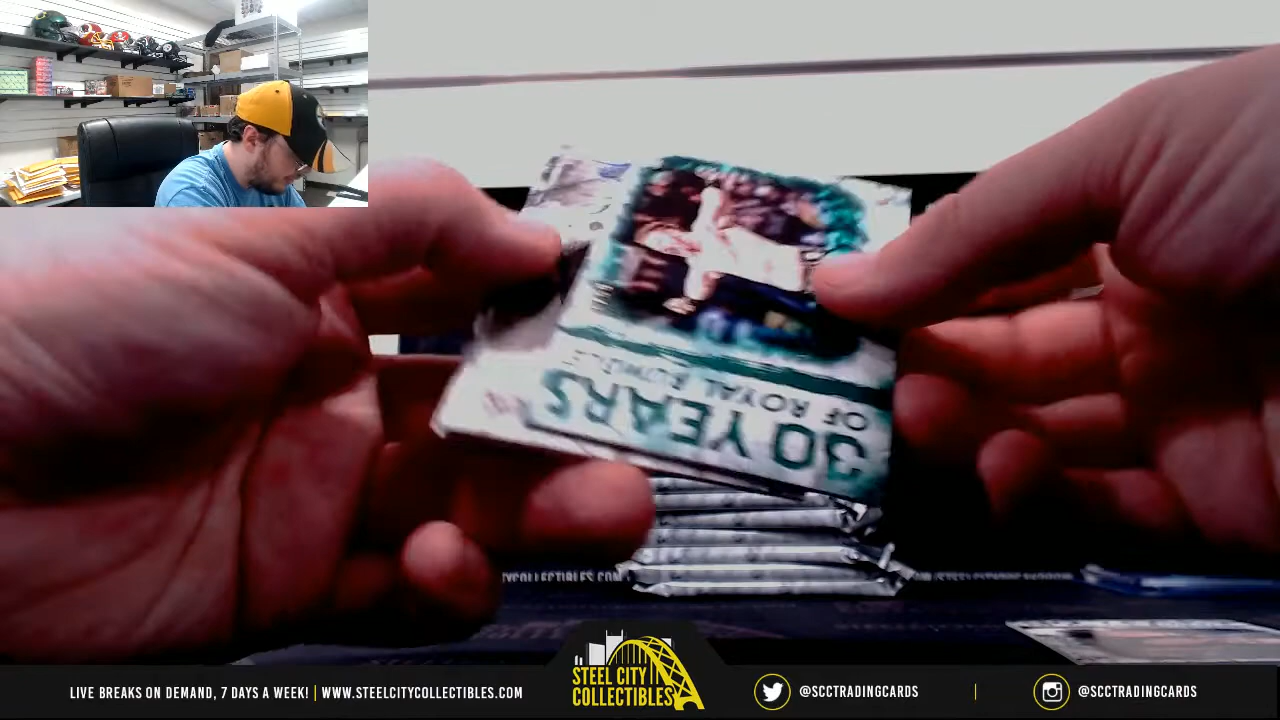 30 YEARS
OF ROYAL RUMBLE
LIVE BREAKS ON DEMAND, 7 DAYS A WEEK! | WWW.STEELCITYCOLLECTIBLES.COM
STEEL CITY
COLLECTIBLES
@SCCTRADINGCARDS
@SCCTRADINGCARDS